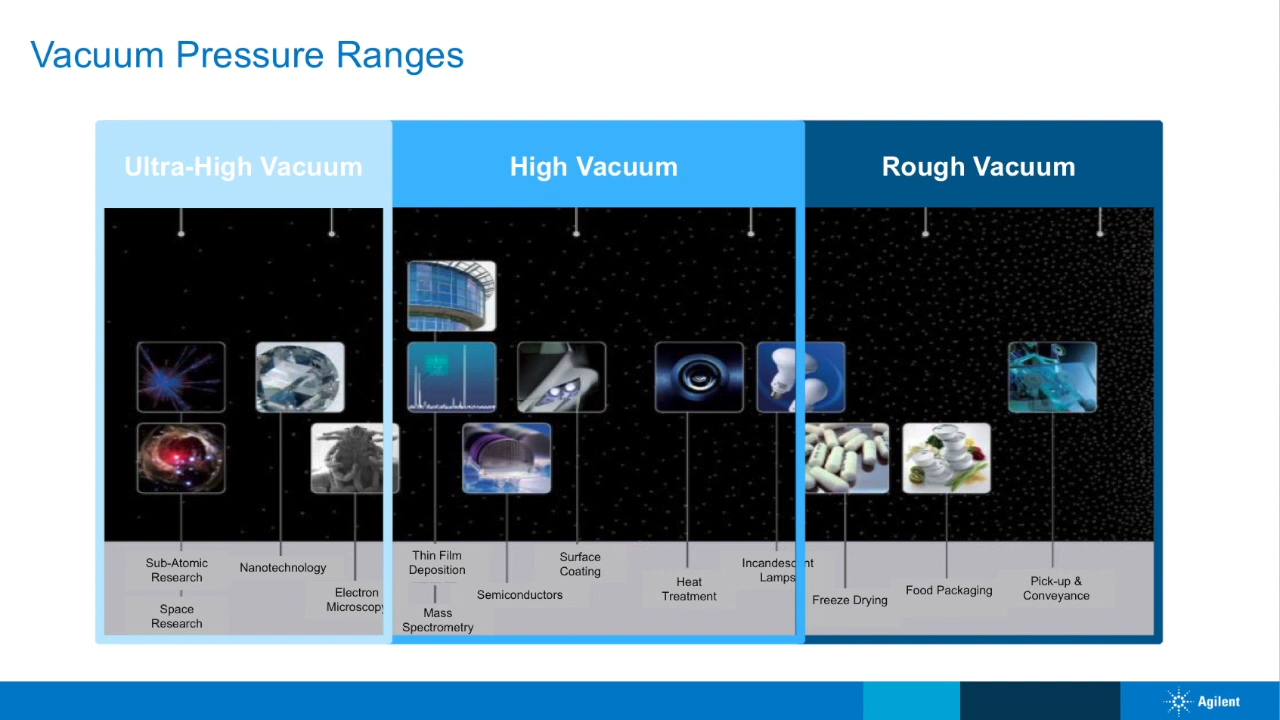 Vacuum Pressure Ranges
Ultra-High Vacuum
High Vacuum
Rough Vacuum
Sub-Atomic
Research
Space
Research
Nanotechnology
Electron
Microscopy
Thin Film
Deposition
Mass
Spectrometry
Semiconductors
Surface
Coating
Heat
Treatment
Incandescent
Lamps
Freeze Drying
Food Packaging
Pick-up &
Conveyance
Agilent